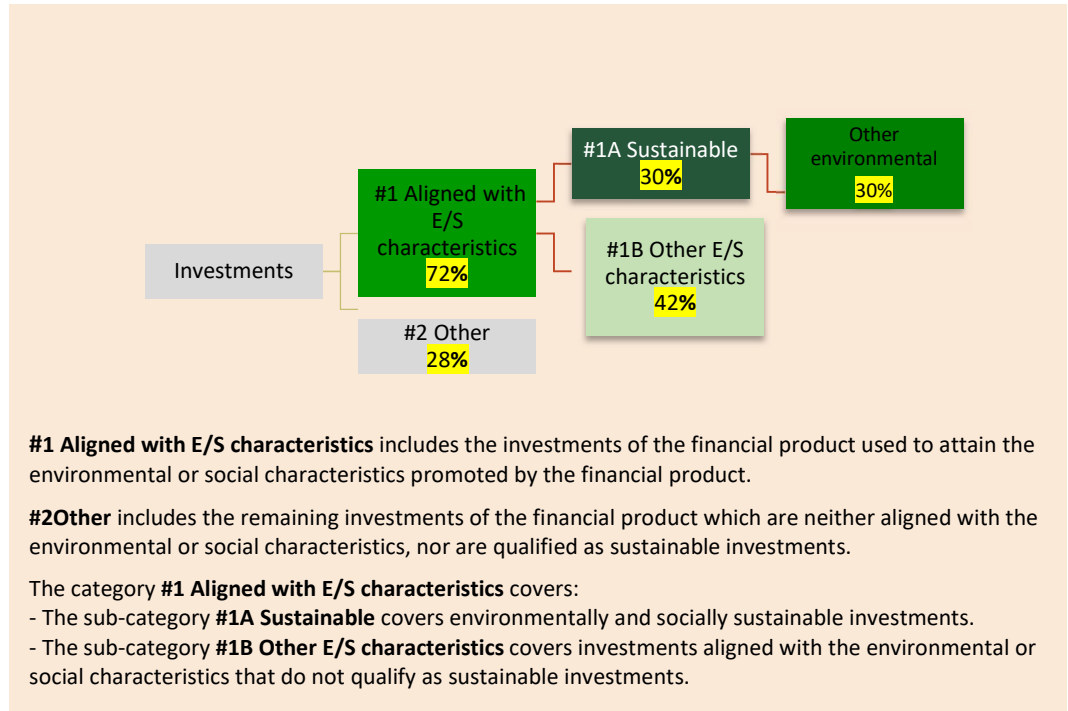 Investments
#1 Aligned with
E/S
characteristics
72%
#2 Other
28%
#1A Sustainable
30%
#1B Other E/S
characteristics
42%
Other
environmental
30%
#1 Aligned with E/S characteristics includes the investments of the financial product used to attain the
environmental or social characteristics promoted by the financial product.
#2Other includes the remaining investments of the financial product which are neither aligned with the
environmental or social characteristics, nor are qualified as sustainable investments.
The category #1 Aligned with E/S characteristics covers:
- The sub-category #1A Sustainable covers environmentally and socially sustainable investments.
- The sub-category #1B Other E/S characteristics covers investments aligned with the environmental or
social characteristics that do not qualify as sustainable investments.